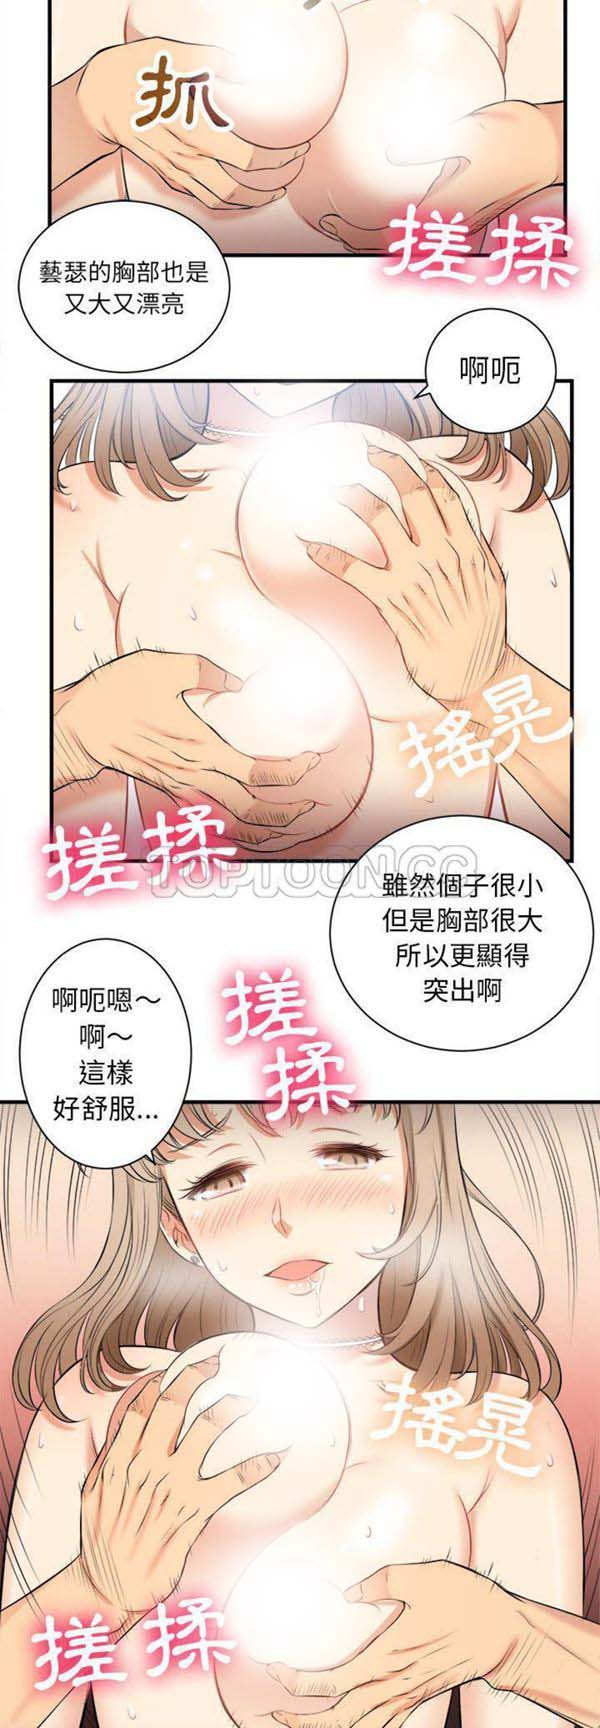 抓
搓揉
藝瑟的胸部也是
又大又漂亮
啊呃
搖晃
搓揉
TOPTOON.CC
雖然個子很小
但是胸部很大
所以更顯得
突出啊
搓
揉
啊呃嗯～
啊～
這樣
好舒服...
搖晃
搓揉